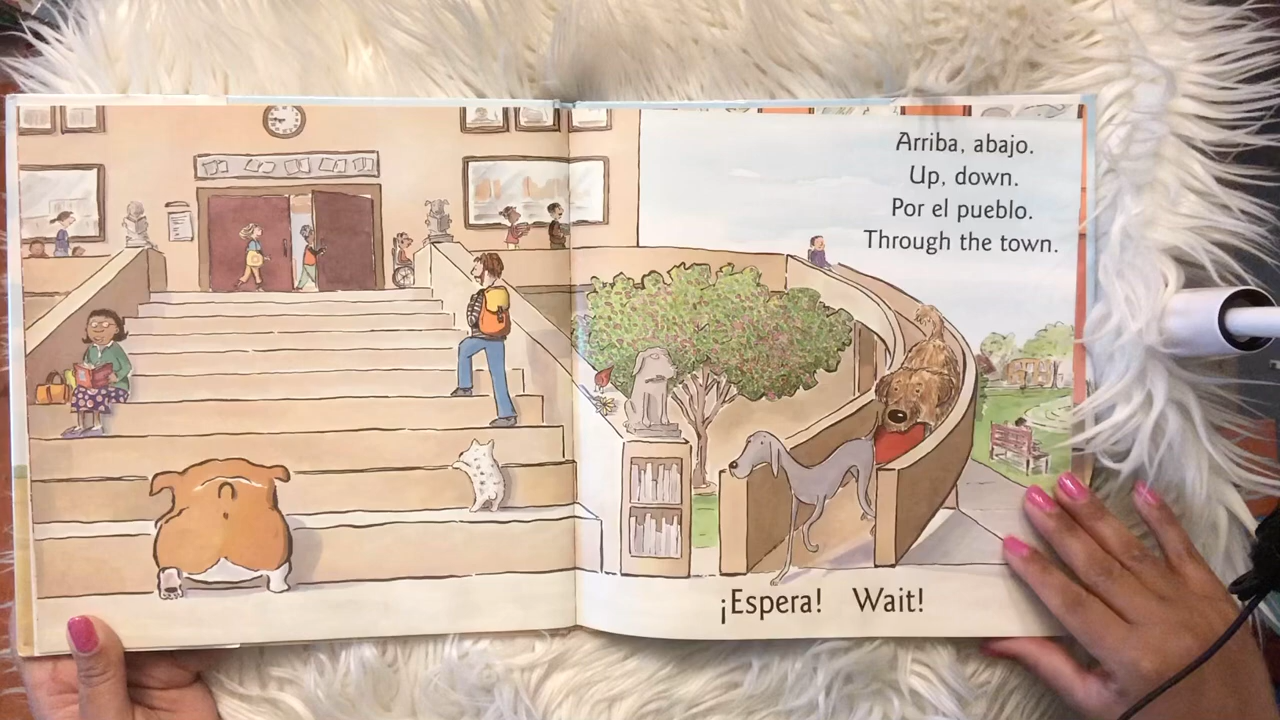 Arriba, abajo.
Up, down.
Por el pueblo.
Through the town.
¡Espera! Wait!